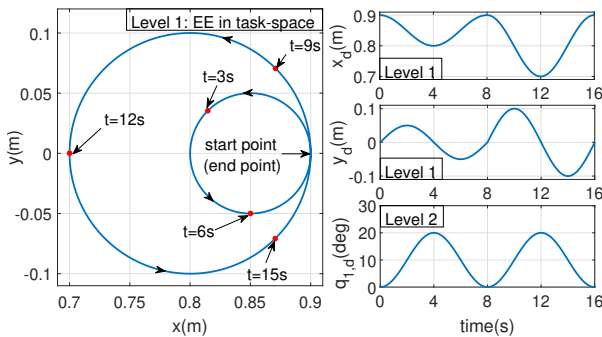 Level 1: EE in task-space
t=9s
t=3s
t=12s
start point
(end point)
t=6s
t=15s
0.1
0.05
0
-0.05
-0.1
y(m)
0.7
0.75
0.8
0.85
0.9
x(m)
0.9
0.8
0.7
x_d(m)
Level 1
0 4 8 12 16
0.1
0
-0.1
y_d(m)
Level 1
0 4 8 12 16
30
20
10
0
q_{1,d}(deg)
Level 2
0 4 8 12 16
time(s)